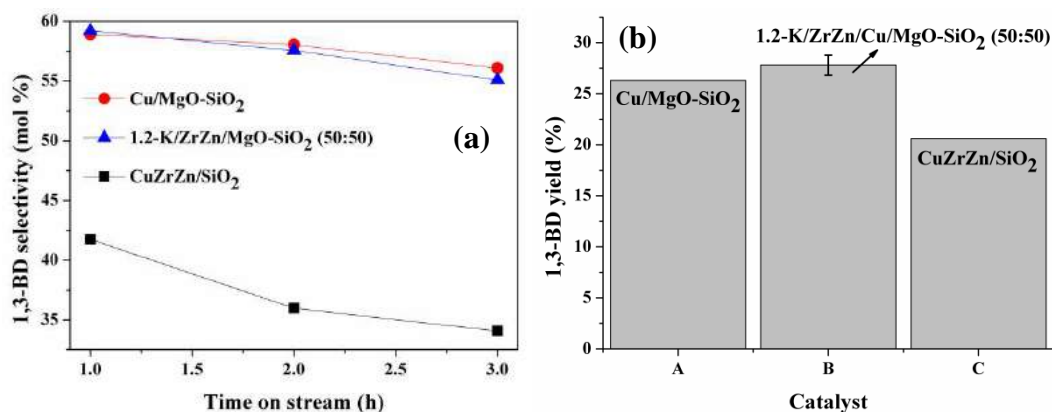 60
55
50
45
40
35
1,3-BD selectivity (mol %)
Cu/MgO-SiO2
1.2-K/ZrZn/MgO-SiO2 (50:50)
CuZrZn/SiO2
(a)
1.0
1.5
2.0
2.5
3.0
Time on stream (h)
(b)
30
25
20
15
10
5
0
1,3-BD yield (%)
1.2-K/ZrZn/Cu/MgO-SiO2 (50:50)
Cu/MgO-SiO2
CuZrZn/SiO2
A
B
C
Catalyst